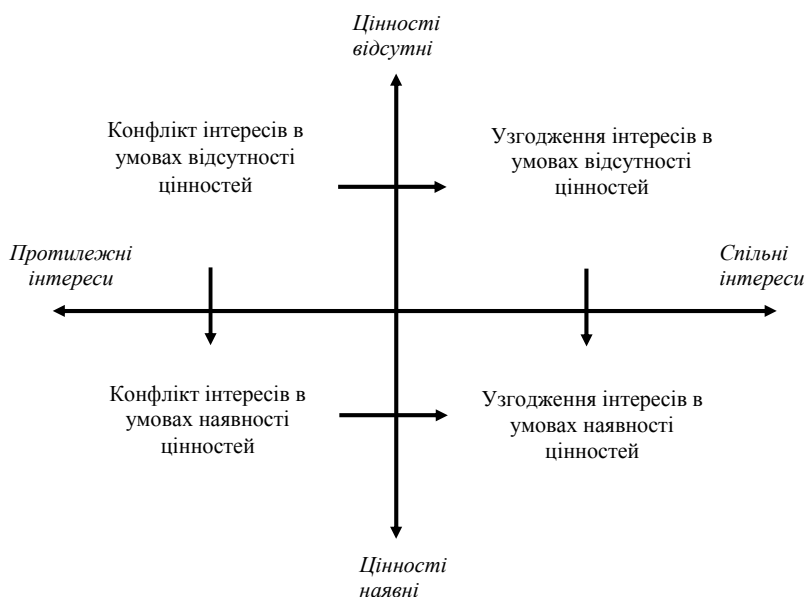 Цінності
відсутні
Конфлікт інтересів в
умовах відсутності
цінностей
Узгодження інтересів в
умовах відсутності
цінностей
Протилежні
інтереси
Спільні
інтереси
Конфлікт інтересів в
умовах наявності
цінностей
Узгодження інтересів в
умовах наявності
цінностей
Цінності
наявні